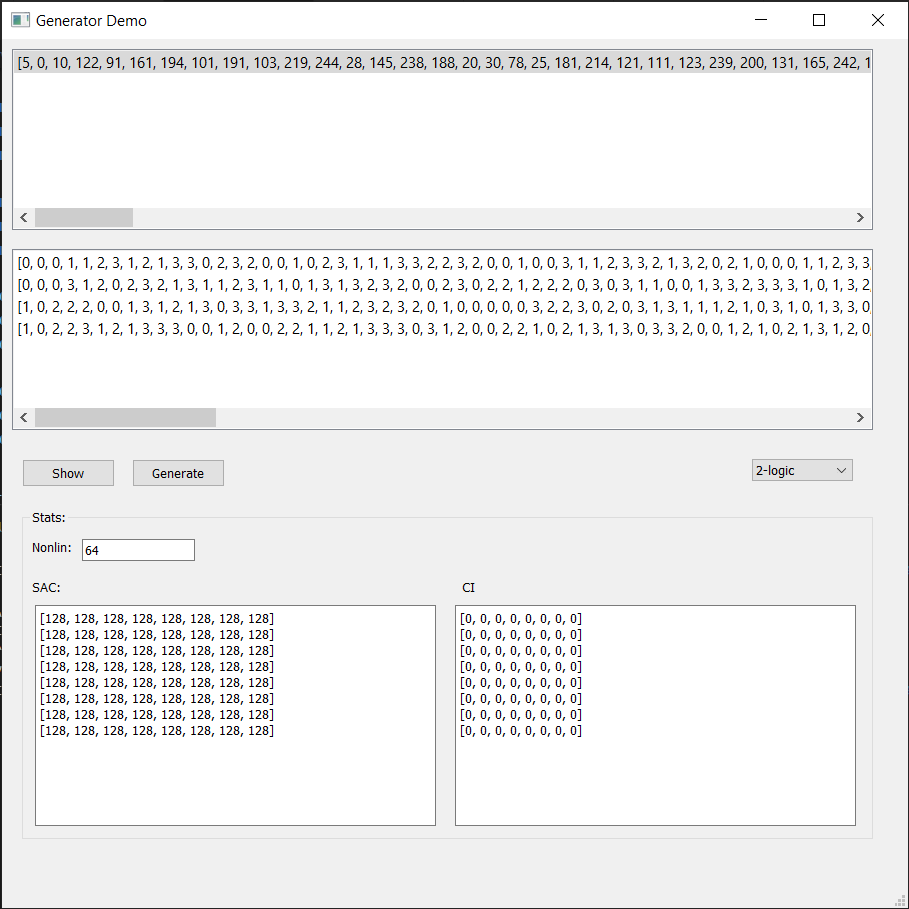 Generator Demo
[5, 0, 10, 122, 91, 161, 194, 101, 191, 103, 219, 244, 28, 145, 238, 188, 20, 30, 78, 25, 181, 214, 121, 111, 123, 239, 200, 131, 165, 242, 1
[0, 0, 0, 1, 1, 2, 3, 1, 2, 1, 3, 3, 0, 2, 3, 2, 0, 0, 1, 0, 2, 3, 1, 1, 1, 3, 3, 2, 2, 3, 2, 0, 0, 1, 0, 0, 3, 1, 1, 2, 3, 3, 2, 1, 3, 2, 0, 2, 1, 0, 0, 0, 1, 1, 2, 3, 3,
[0, 0, 0, 3, 1, 2, 0, 2, 3, 2, 1, 3, 1, 1, 2, 3, 1, 1, 0, 1, 3, 1, 3, 2, 3, 2, 0, 0, 2, 3, 0, 2, 2, 1, 2, 2, 2, 0, 3, 0, 3, 1, 1, 0, 0, 1, 3, 3, 2, 3, 3, 3, 1, 0, 1, 3, 2,
[1, 0, 2, 2, 2, 0, 0, 1, 3, 1, 2, 1, 3, 0, 3, 3, 1, 3, 3, 2, 1, 1, 2, 3, 2, 3, 2, 0, 1, 0, 0, 0, 0, 0, 3, 2, 2, 3, 0, 2, 0, 3, 1, 3, 1, 1, 1, 2, 1, 0, 3, 1, 0, 1, 3, 3, 0,
[1, 0, 2, 2, 3, 1, 2, 1, 3, 3, 3, 0, 0, 1, 2, 0, 0, 2, 2, 1, 1, 2, 1, 3, 3, 3, 0, 3, 1, 2, 0, 0, 2, 2, 1, 0, 2, 1, 3, 1, 3, 0, 3, 3, 2, 0, 0, 1, 2, 1, 0, 2, 1, 3, 1, 2, 0,
Show Generate 2-logic
Stats:
Nonlin: 64
SAC: CI
[128, 128, 128, 128, 128, 128, 128, 128] [0, 0, 0, 0, 0, 0, 0, 0]
[128, 128, 128, 128, 128, 128, 128, 128] [0, 0, 0, 0, 0, 0, 0, 0]
[128, 128, 128, 128, 128, 128, 128, 128] [0, 0, 0, 0, 0, 0, 0, 0]
[128, 128, 128, 128, 128, 128, 128, 128] [0, 0, 0, 0, 0, 0, 0, 0]
[128, 128, 128, 128, 128, 128, 128, 128] [0, 0, 0, 0, 0, 0, 0, 0]
[128, 128, 128, 128, 128, 128, 128, 128] [0, 0, 0, 0, 0, 0, 0, 0]
[128, 128, 128, 128, 128, 128, 128, 128] [0, 0, 0, 0, 0, 0, 0, 0]
[128, 128, 128, 128, 128, 128, 128, 128] [0, 0, 0, 0, 0, 0, 0, 0]